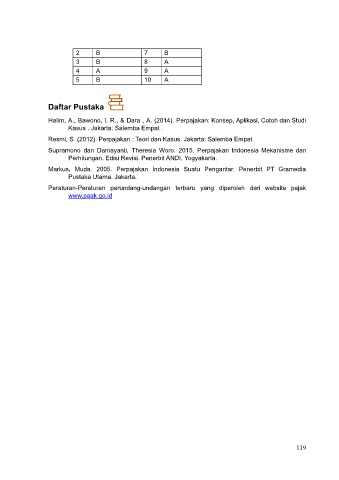 2 B 7 B
3 B 8 A
4 A 9 A
5 B 10 A
Daftar Pustaka
Halim, A., Bawono, I. R., & Dara , A. (2014). Perpajakan: Konsep, Aplikasi, Cotoh dan Studi
Kasus . Jakarta: Salemba Empat .
Resmi, S. (2012). Perpajakan : Teori dan Kasus. Jakarta: Salemba Empat.
Supramono dan Damayanti, Theresia Woro. 2015. Perpajakan Indonesia Mekanisme dan
Perhitungan. Edisi Revisi. Penerbit ANDI, Yogyakarta.
Markus, Muda. 2005. Perpajakan Indonesia Suatu Pengantar. Penerbit PT Gramedia
Pustaka Utama. Jakarta.
Peraturan-Peraturan perundang-undangan terbaru yang diperoleh dari website pajak
www.paak.go.id
119